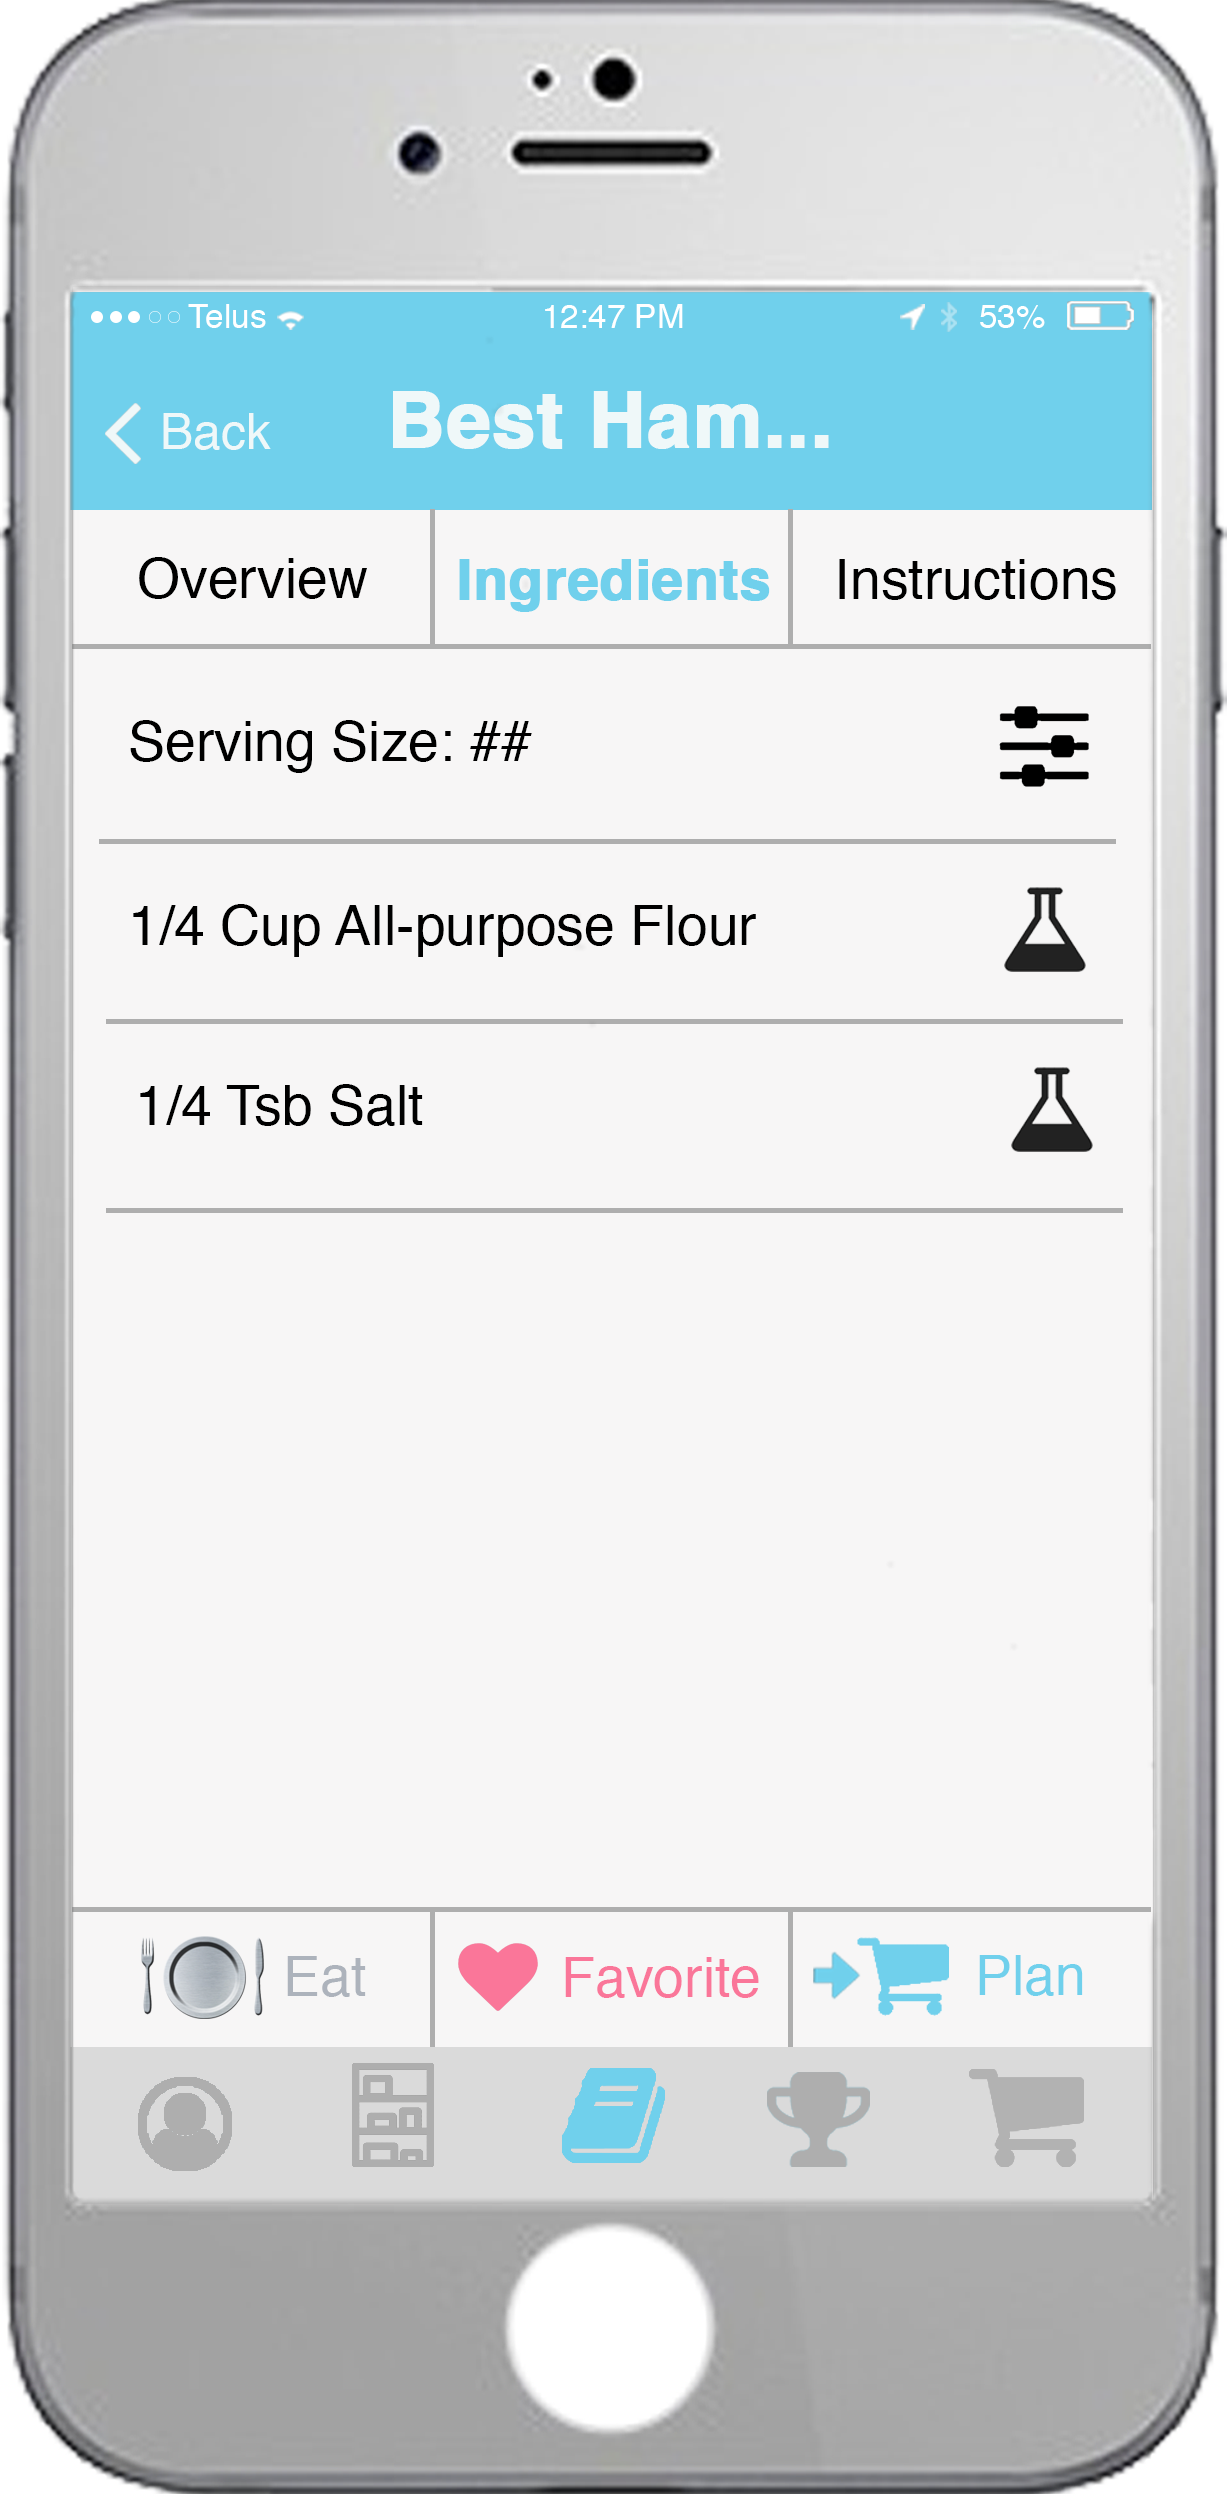 Telus 12:47 PM 53%
Back Best Ham...
Overview Ingredients Instructions
Serving Size: ##
1/4 Cup All-purpose Flour
1/4 Tsb Salt
Eat Favorite Plan